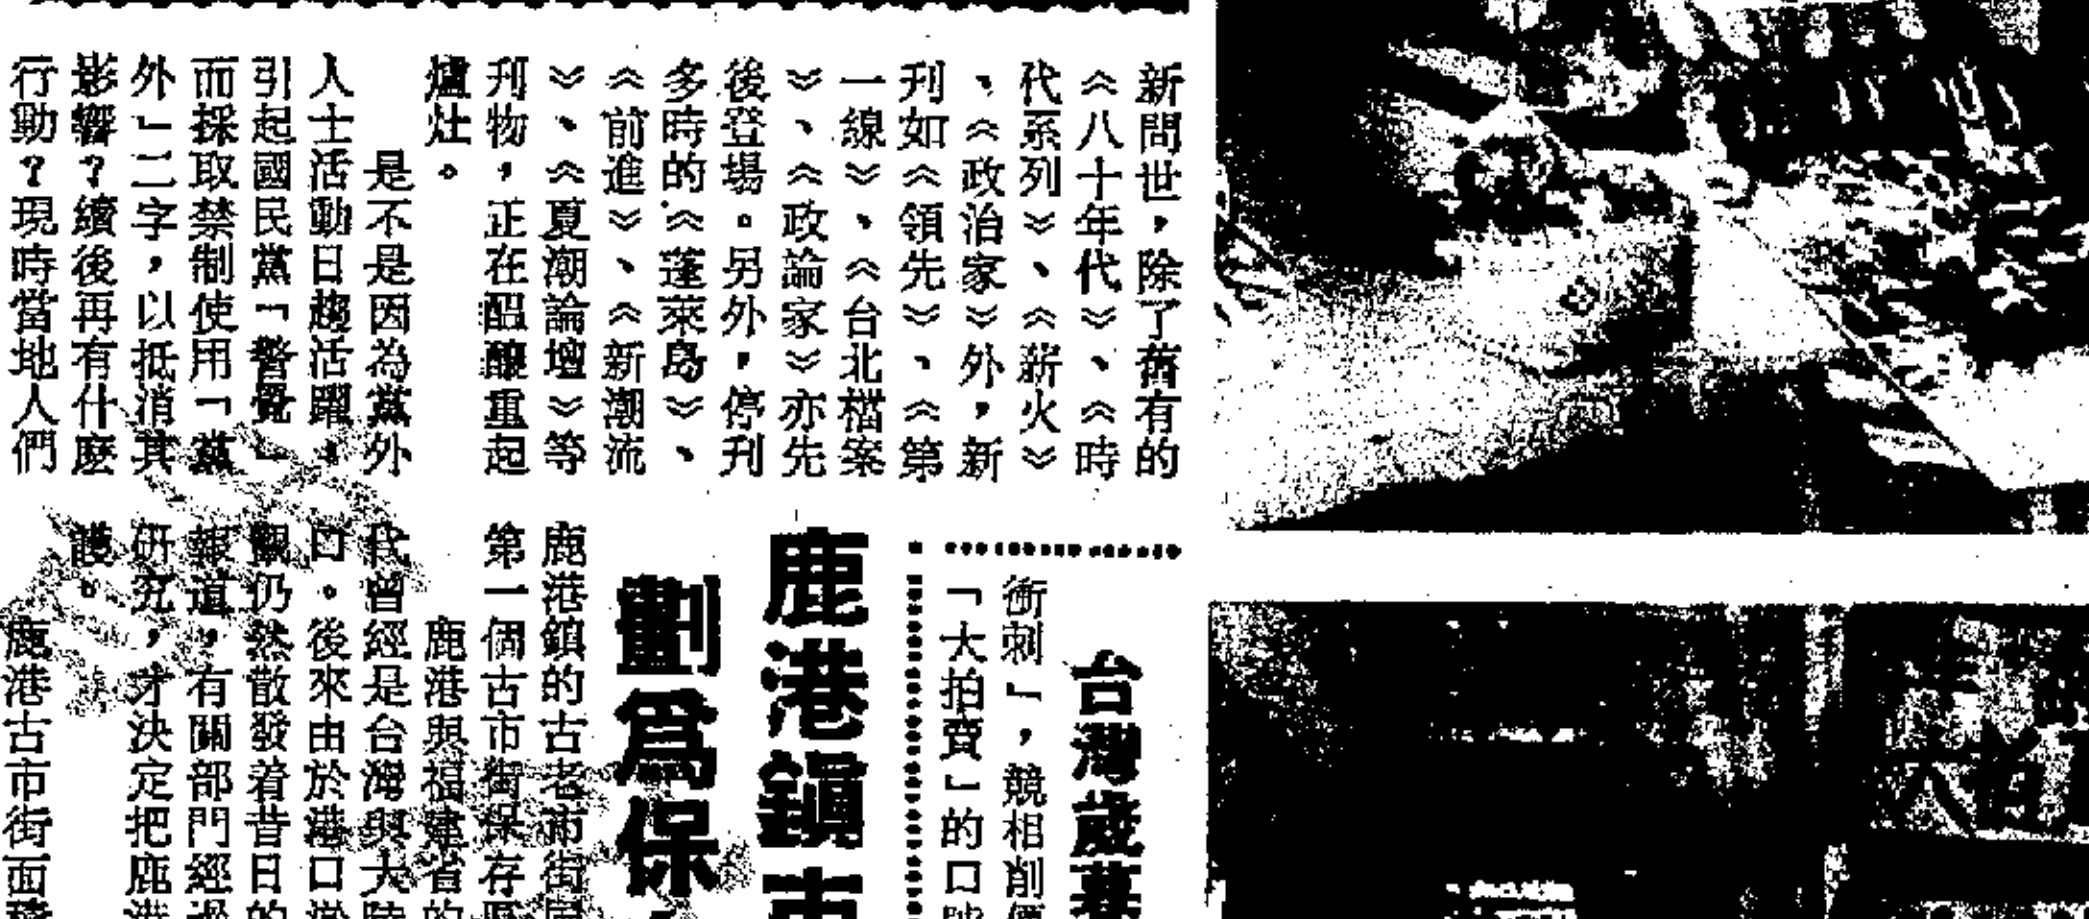 新問世，除了舊有的
《八十年代》、《時
代系列》、《薪火》
、《政治家》外，新
刊如《領先》、《第
一線》、《台北檔案
》、《政論家》亦先
後登場。另外，停刊
多時的《蓬萊島》、
《前進》、《新潮流
》、《夏潮論壇》等
刊物，正在醞釀重起
爐灶。
是不是因為黨外
人士活動日趨活躍，
引起國民黨「警覺」
而採取禁制使用「黨
外」二字，以抵消其
影響？續後再有什麽
行動？現時當地人們
台灣歲暮
衝刺」，競相削價
「大拍賣」的口號
鹿港鎮市
劃爲保
鹿港鎮的古老市街
第一個古市街保存區
鹿港與福建省的
代曾經是台灣與大陸
口。後來由於港口淤
觀仍然散發着昔日的
報道，有關部門經過
研究，才決定把鹿港
護。
鹿港古市街面